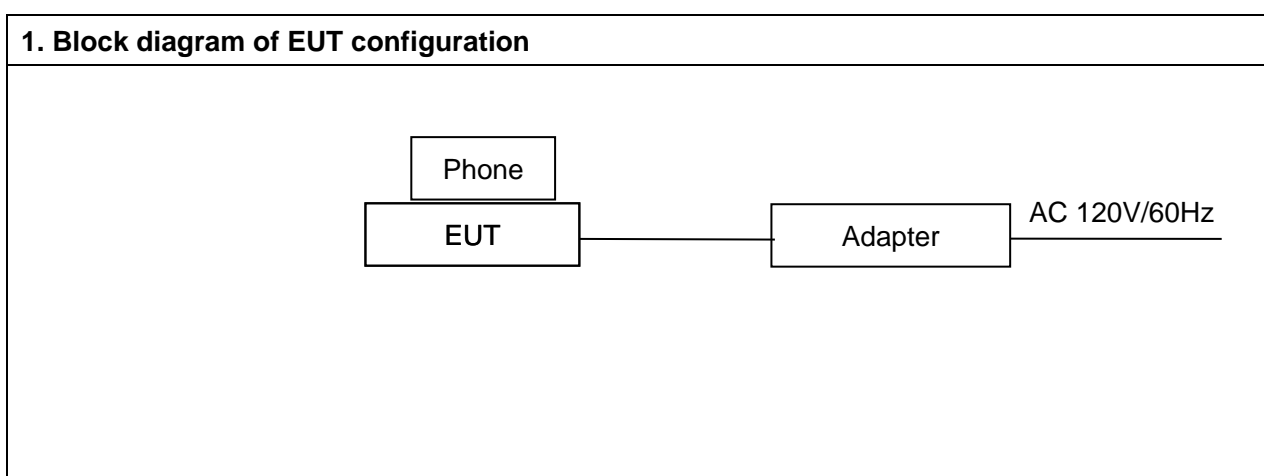 1. Block diagram of EUT configuration
Phone
EUT
Adapter
AC 120V/60Hz